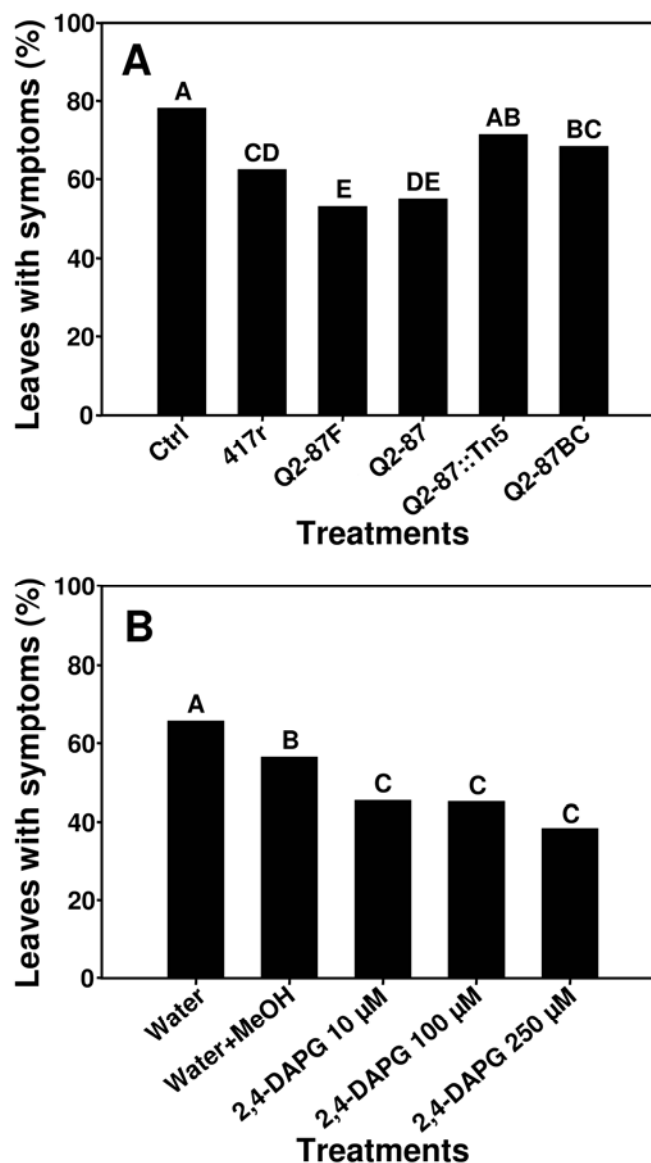 A
Leaves with symptoms (%)
100
80
60
40
20
0
A
CD
E
DE
AB
BC
Ctrl
417r
Q2-87F
Q2-87
Q2-87::Tn5
Q2-87BC
Treatments
B
Leaves with symptoms (%)
100
80
60
40
20
0
A
B
C
C
C
Water
Water+MeOH
2,4-DAPG 10 µM
2,4-DAPG 100 µM
2,4-DAPG 250 µM
Treatments